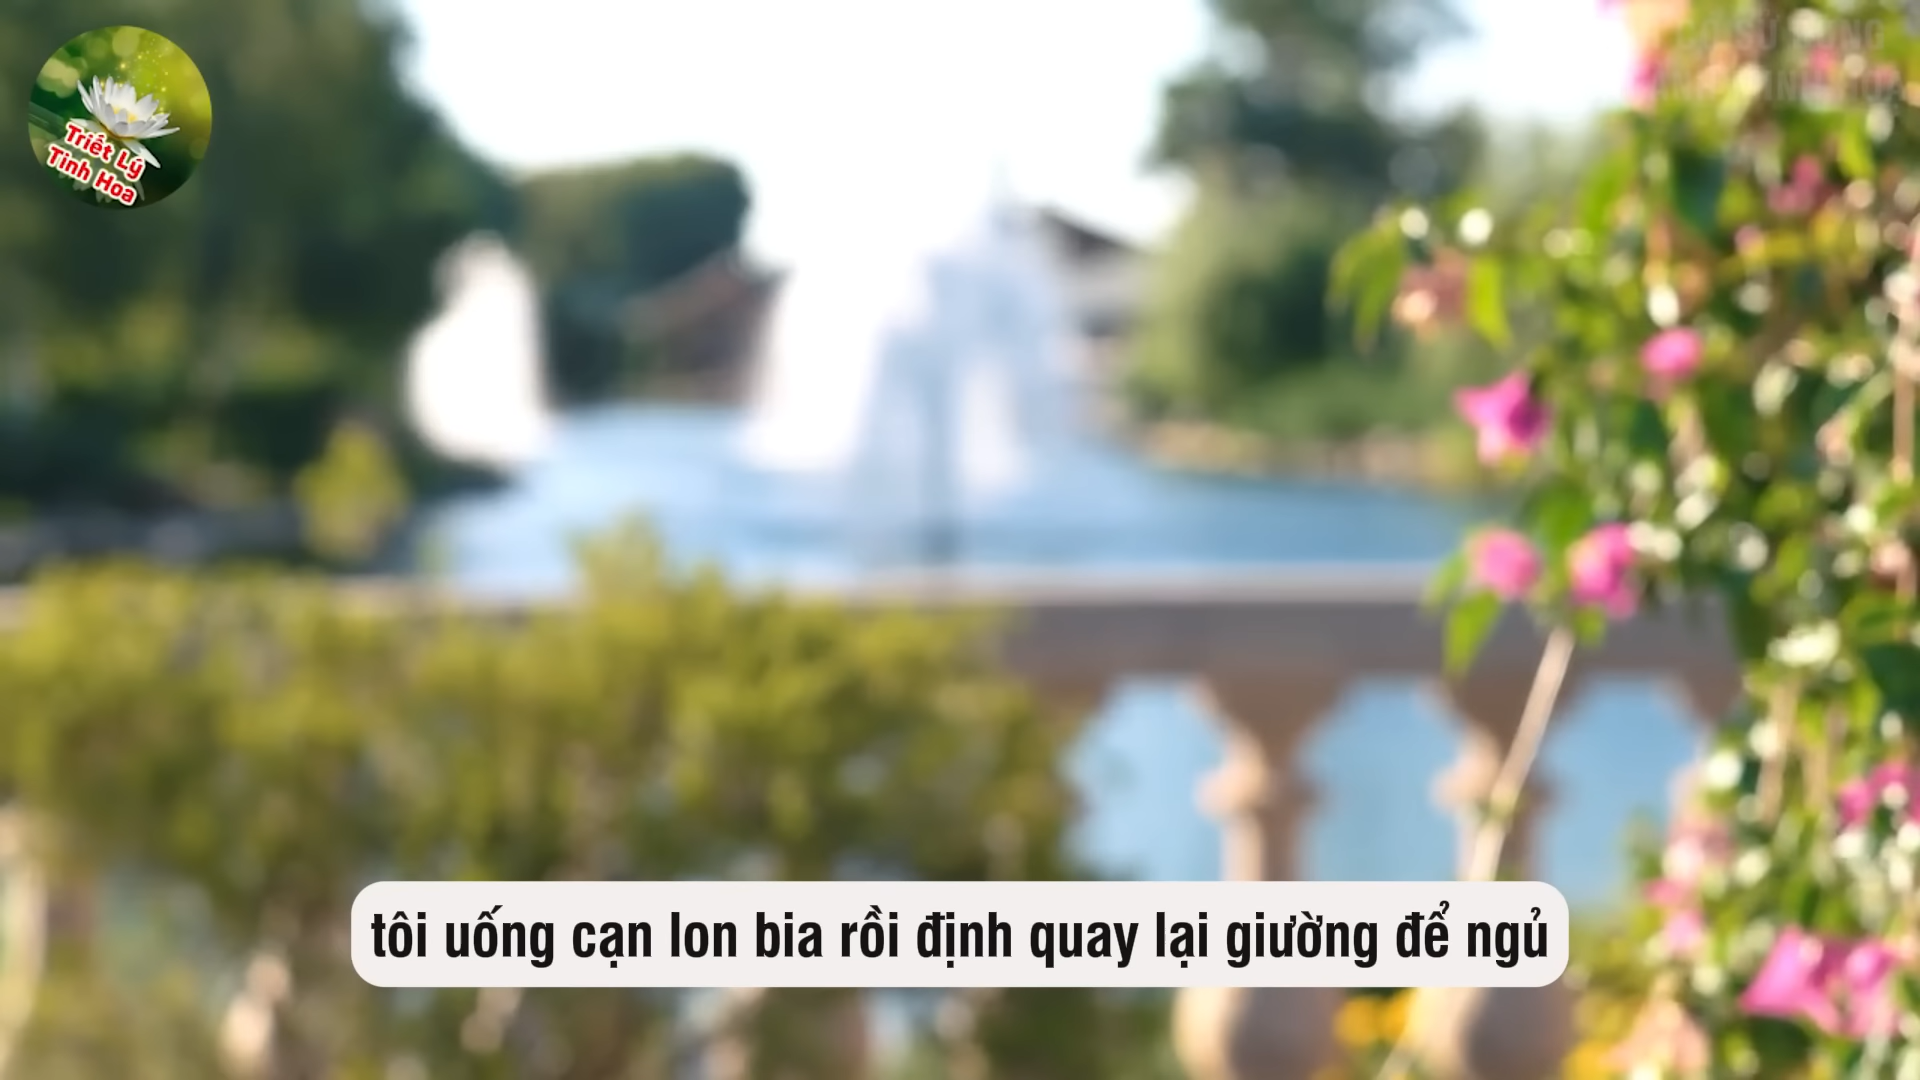 Triết Lý
Tinh Hoa
tôi uống cạn lon bia rồi định quay lại giường để ngủ